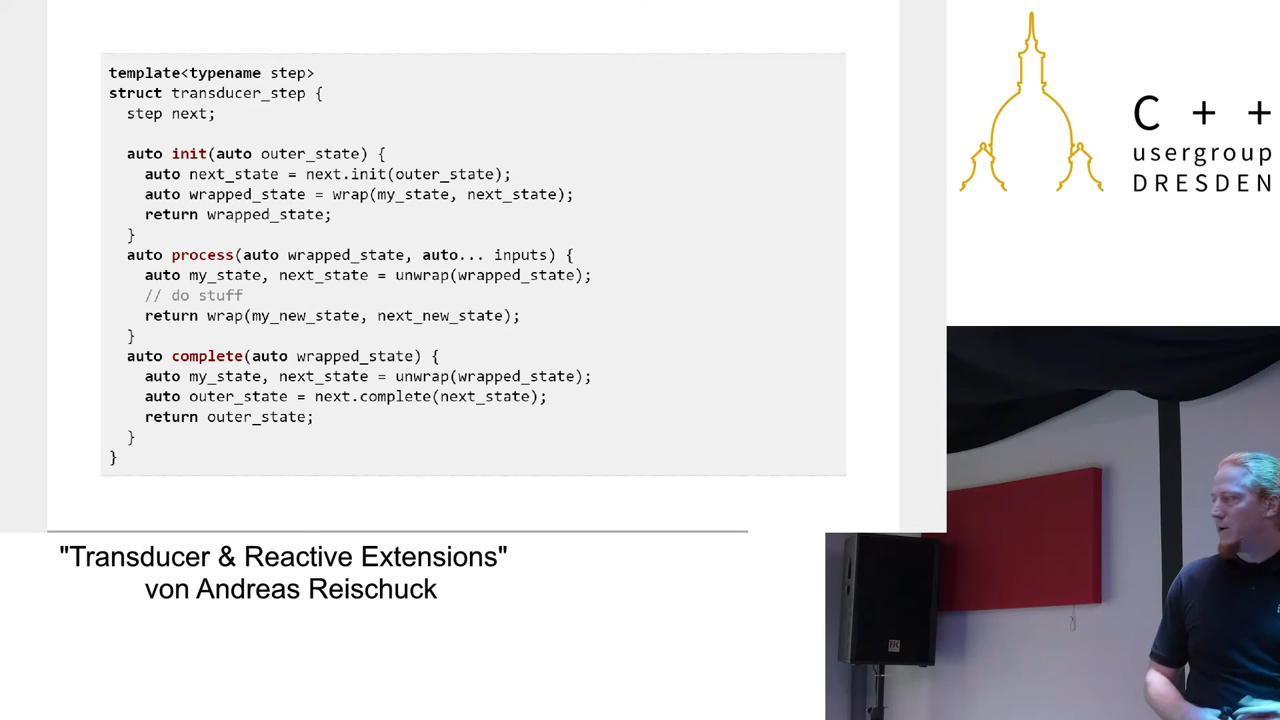 template<typename step>
struct transducer_step {
step next;
auto init(auto outer_state) {
auto next_state = next.init(outer_state);
auto wrapped_state = wrap(my_state, next_state);
return wrapped_state;
}
auto process(auto wrapped_state, auto... inputs) {
auto my_state, next_state = unwrap(wrapped_state);
// do stuff
return wrap(my_new_state, next_new_state);
}
auto complete(auto wrapped_state) {
auto my_state, next_state = unwrap(wrapped_state);
auto outer_state = next.complete(next_state);
return outer_state;
}
}
C + +
usergroup
DRESDEN
"Transducer & Reactive Extensions"
von Andreas Reischuck
HK